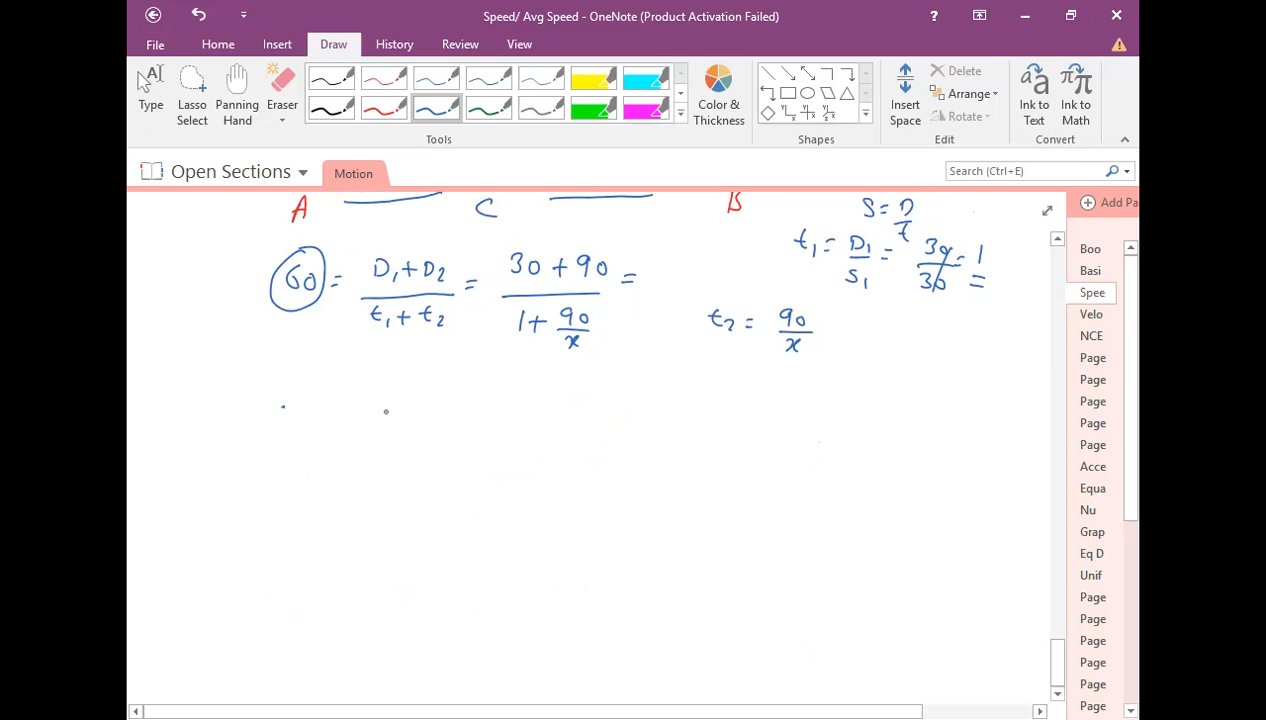 Speed/ Avg Speed - OneNote (Product Activation Failed)
?
File Home Insert Draw History Review View
Type Lasso Select Panning Hand Eraser Color & Thickness Insert Space Delete Arrange Rotate Ink to Text Ink to Math
Tools Shapes Edit Convert
Open Sections Motion Search (Ctrl+E)
Add Pa
Boo
Basi
Spee
Velo
NCE
Page
Page
Page
Page
Page
Acce
Equa
Nu
Grap
Eq D
Unif
Page
Page
Page
Page
Page
Page
A C B
S = D/t
t₁ = D₁/S₁ = 30/30 = 1
60 = (D₁ + D₂)/(t₁ + t₂) = (30 + 90)/(1 + 90/x) =
t₂ = 90/x